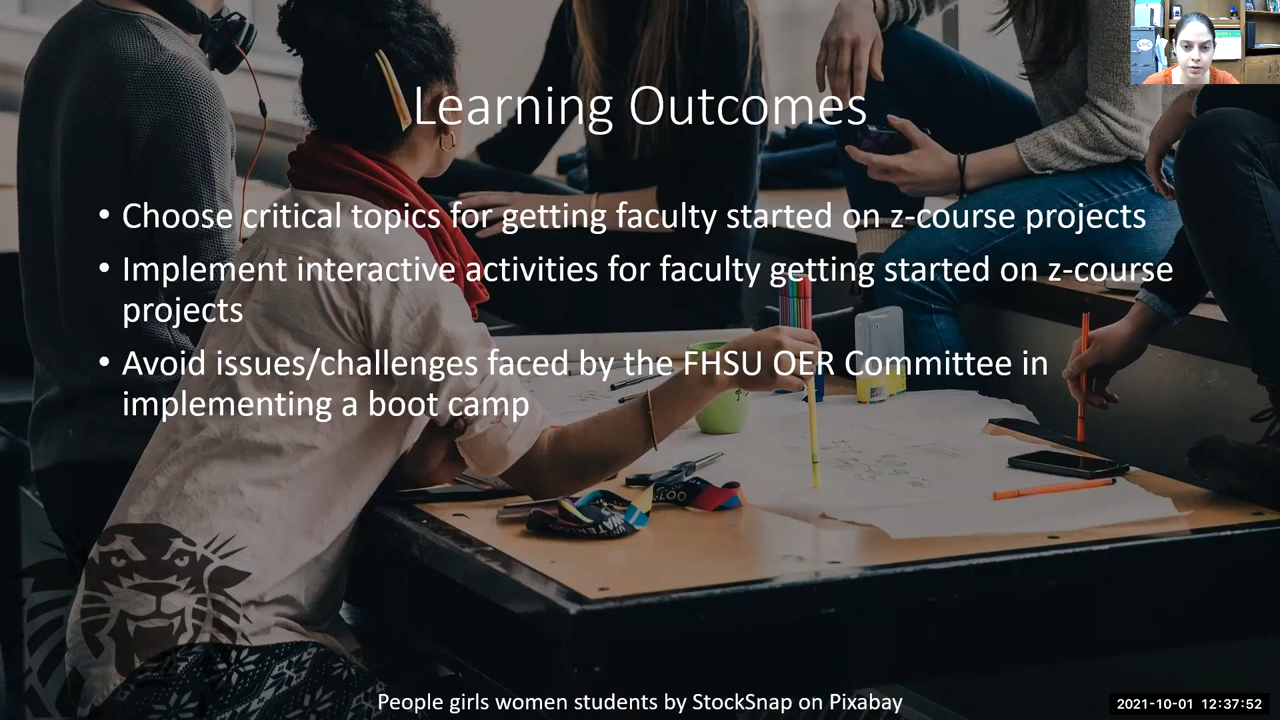 Learning Outcomes
• Choose critical topics for getting faculty started on z-course projects
• Implement interactive activities for faculty getting started on z-course
projects
• Avoid issues/challenges faced by the FHSU OER Committee in
implementing a boot camp
People girls women students by StockSnap on Pixabay
2021-10-01 12:37:52